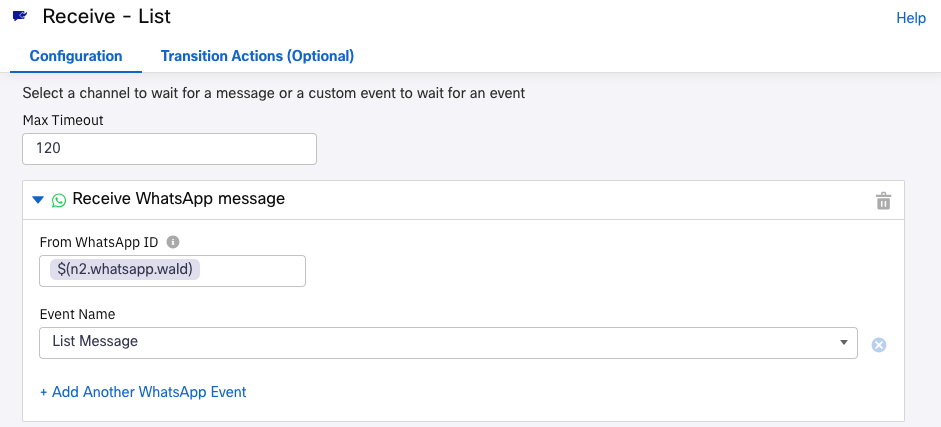 Receive - List
Help
Configuration
Transition Actions (Optional)
Select a channel to wait for a message or a custom event to wait for an event
Max Timeout
120
Receive WhatsApp message
From WhatsApp ID
$(n2.whatsapp.waId)
Event Name
List Message
+ Add Another WhatsApp Event